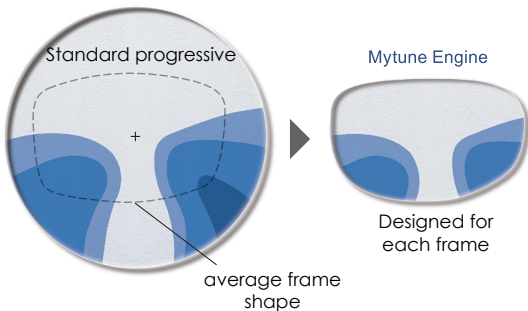 Standard progressive
Mytune Engine
Designed for
each frame
average frame
shape